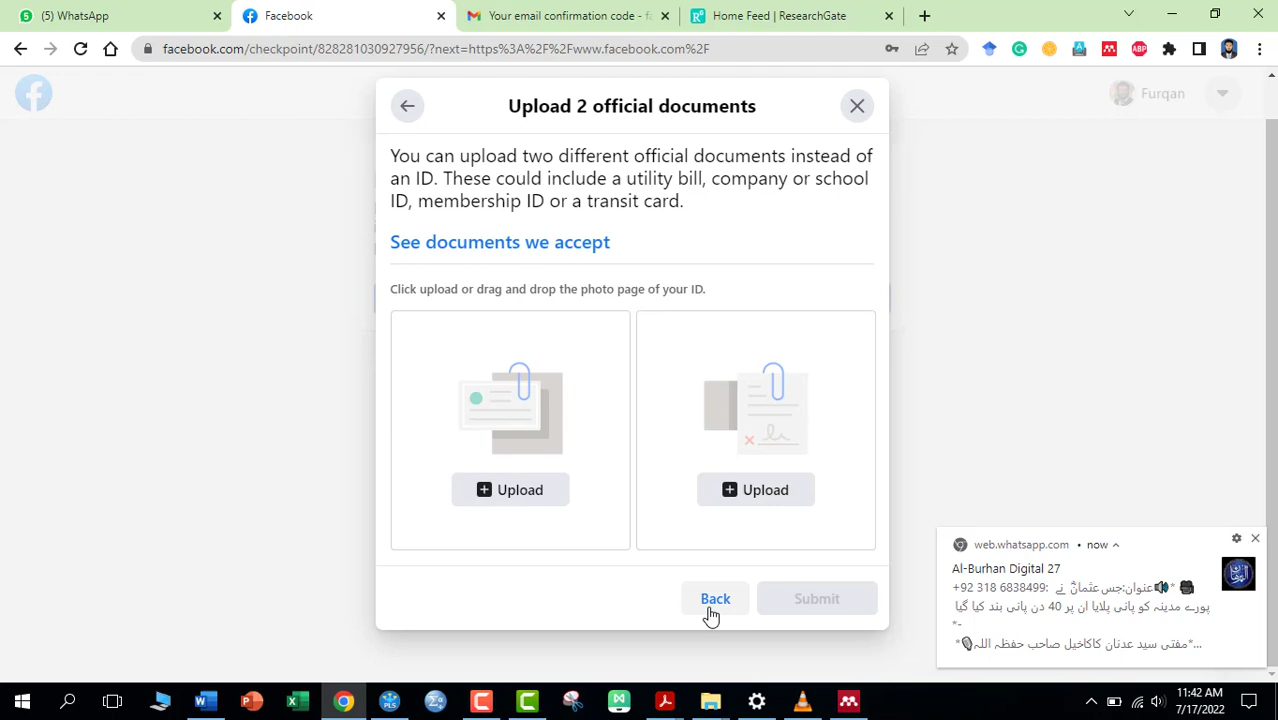 (5) WhatsApp
Facebook
Your email confirmation code -
Home Feed | ResearchGate
facebook.com/checkpoint/828281030927956/?next=https%3A%2F%2Fwww.facebook.com%2F
ABP
Furqan
Upload 2 official documents
You can upload two different official documents instead of
an ID. These could include a utility bill, company or school
ID, membership ID or a transit card.
See documents we accept
Click upload or drag and drop the photo page of your ID.
Upload
Upload
Back
Submit
web.whatsapp.com • now
Al-Burhan Digital 27
+92 318 6838499: عنوان:جس عثمانؓ نے *
پورے مدینہ کو پانی پلایا ان پر 40 دن پانی بند کیا گیا
*-
*مفتی سید عدنان کاکاخیل صاحب حفظہ اللہ*...
11:42 AM
7/17/2022